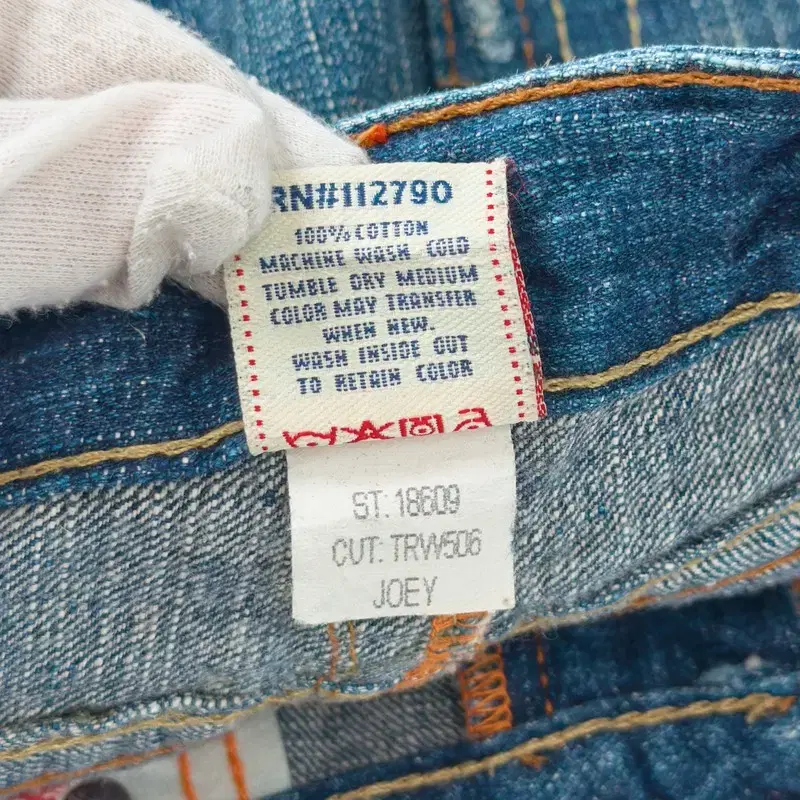 RN#112790
100% COTTON
MACHINE WASH COLD
TUMBLE DRY MEDIUM
COLOR MAY TRANSFER
WHEN NEW.
WASH INSIDE OUT
TO RETAIN COLOR
ST.18609
CUT: TRW506
JOEY